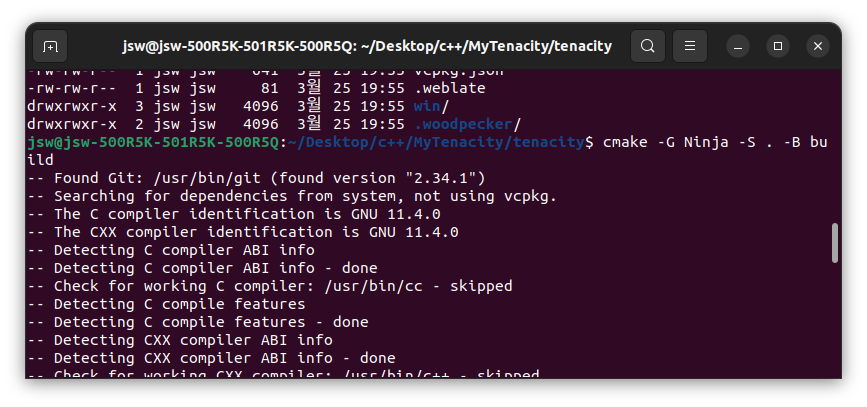 jsw@jsw-500R5K-501R5K-500R5Q: ~/Desktop/c++/MyTenacity/tenacity
-rw-rw-r-- 1 jsw jsw 641 3월 25 19:55 vcpkg.json
-rw-rw-r-- 1 jsw jsw 81 3월 25 19:55 .weblate
drwxrwxr-x 3 jsw jsw 4096 3월 25 19:55 win/
drwxrwxr-x 2 jsw jsw 4096 3월 25 19:55 .woodpecker/
jsw@jsw-500R5K-501R5K-500R5Q:~/Desktop/c++/MyTenacity/tenacity$ cmake -G Ninja -S . -B bu
ild
-- Found Git: /usr/bin/git (found version "2.34.1")
-- Searching for dependencies from system, not using vcpkg.
-- The C compiler identification is GNU 11.4.0
-- The CXX compiler identification is GNU 11.4.0
-- Detecting C compiler ABI info
-- Detecting C compiler ABI info - done
-- Check for working C compiler: /usr/bin/cc - skipped
-- Detecting C compile features
-- Detecting C compile features - done
-- Detecting CXX compiler ABI info
-- Detecting CXX compiler ABI info - done
-- Check for working CXX compiler: /usr/bin/c++ - skipped